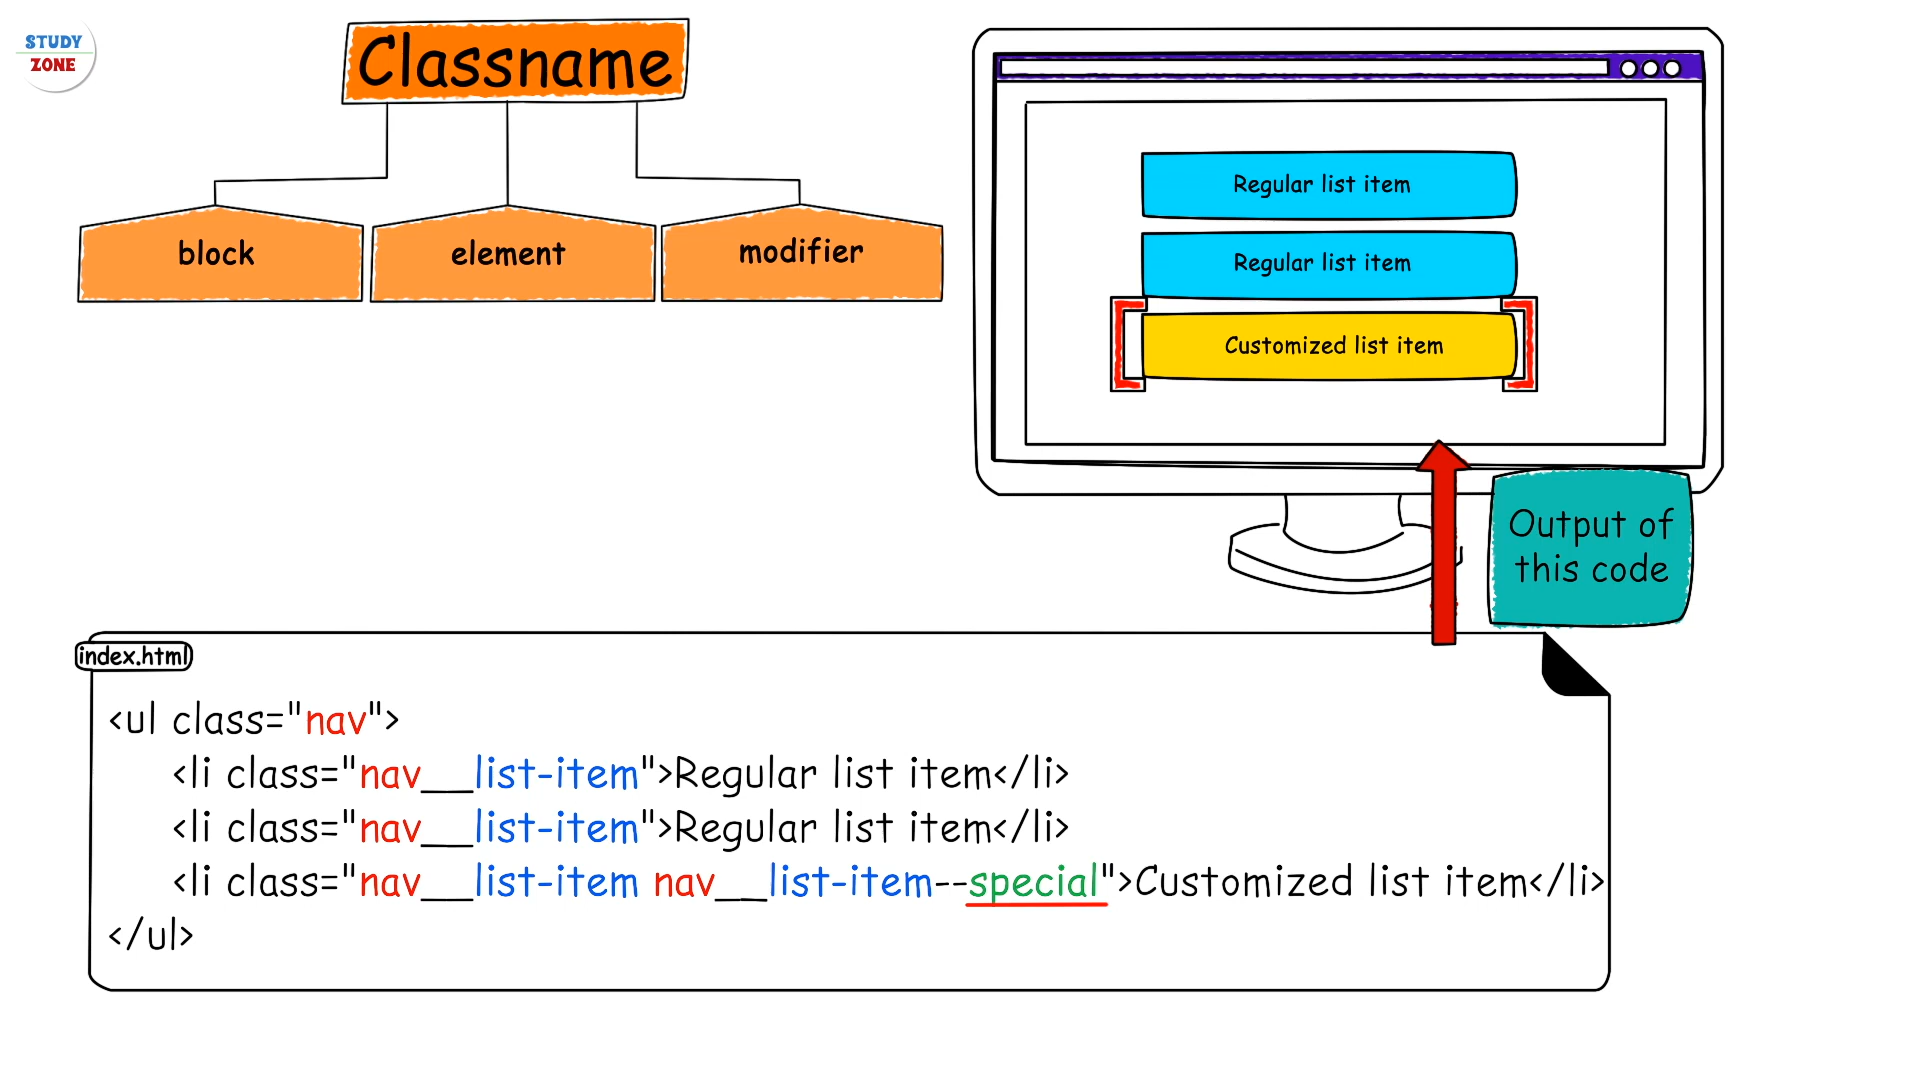 STUDY
ZONE
Classname
block
element
modifier
Regular list item
Regular list item
Customized list item
Output of
this code
index.html
<ul class="nav">
<li class="nav__list-item">Regular list item</li>
<li class="nav__list-item">Regular list item</li>
<li class="nav__list-item nav__list-item--special">Customized list item</li>
</ul>